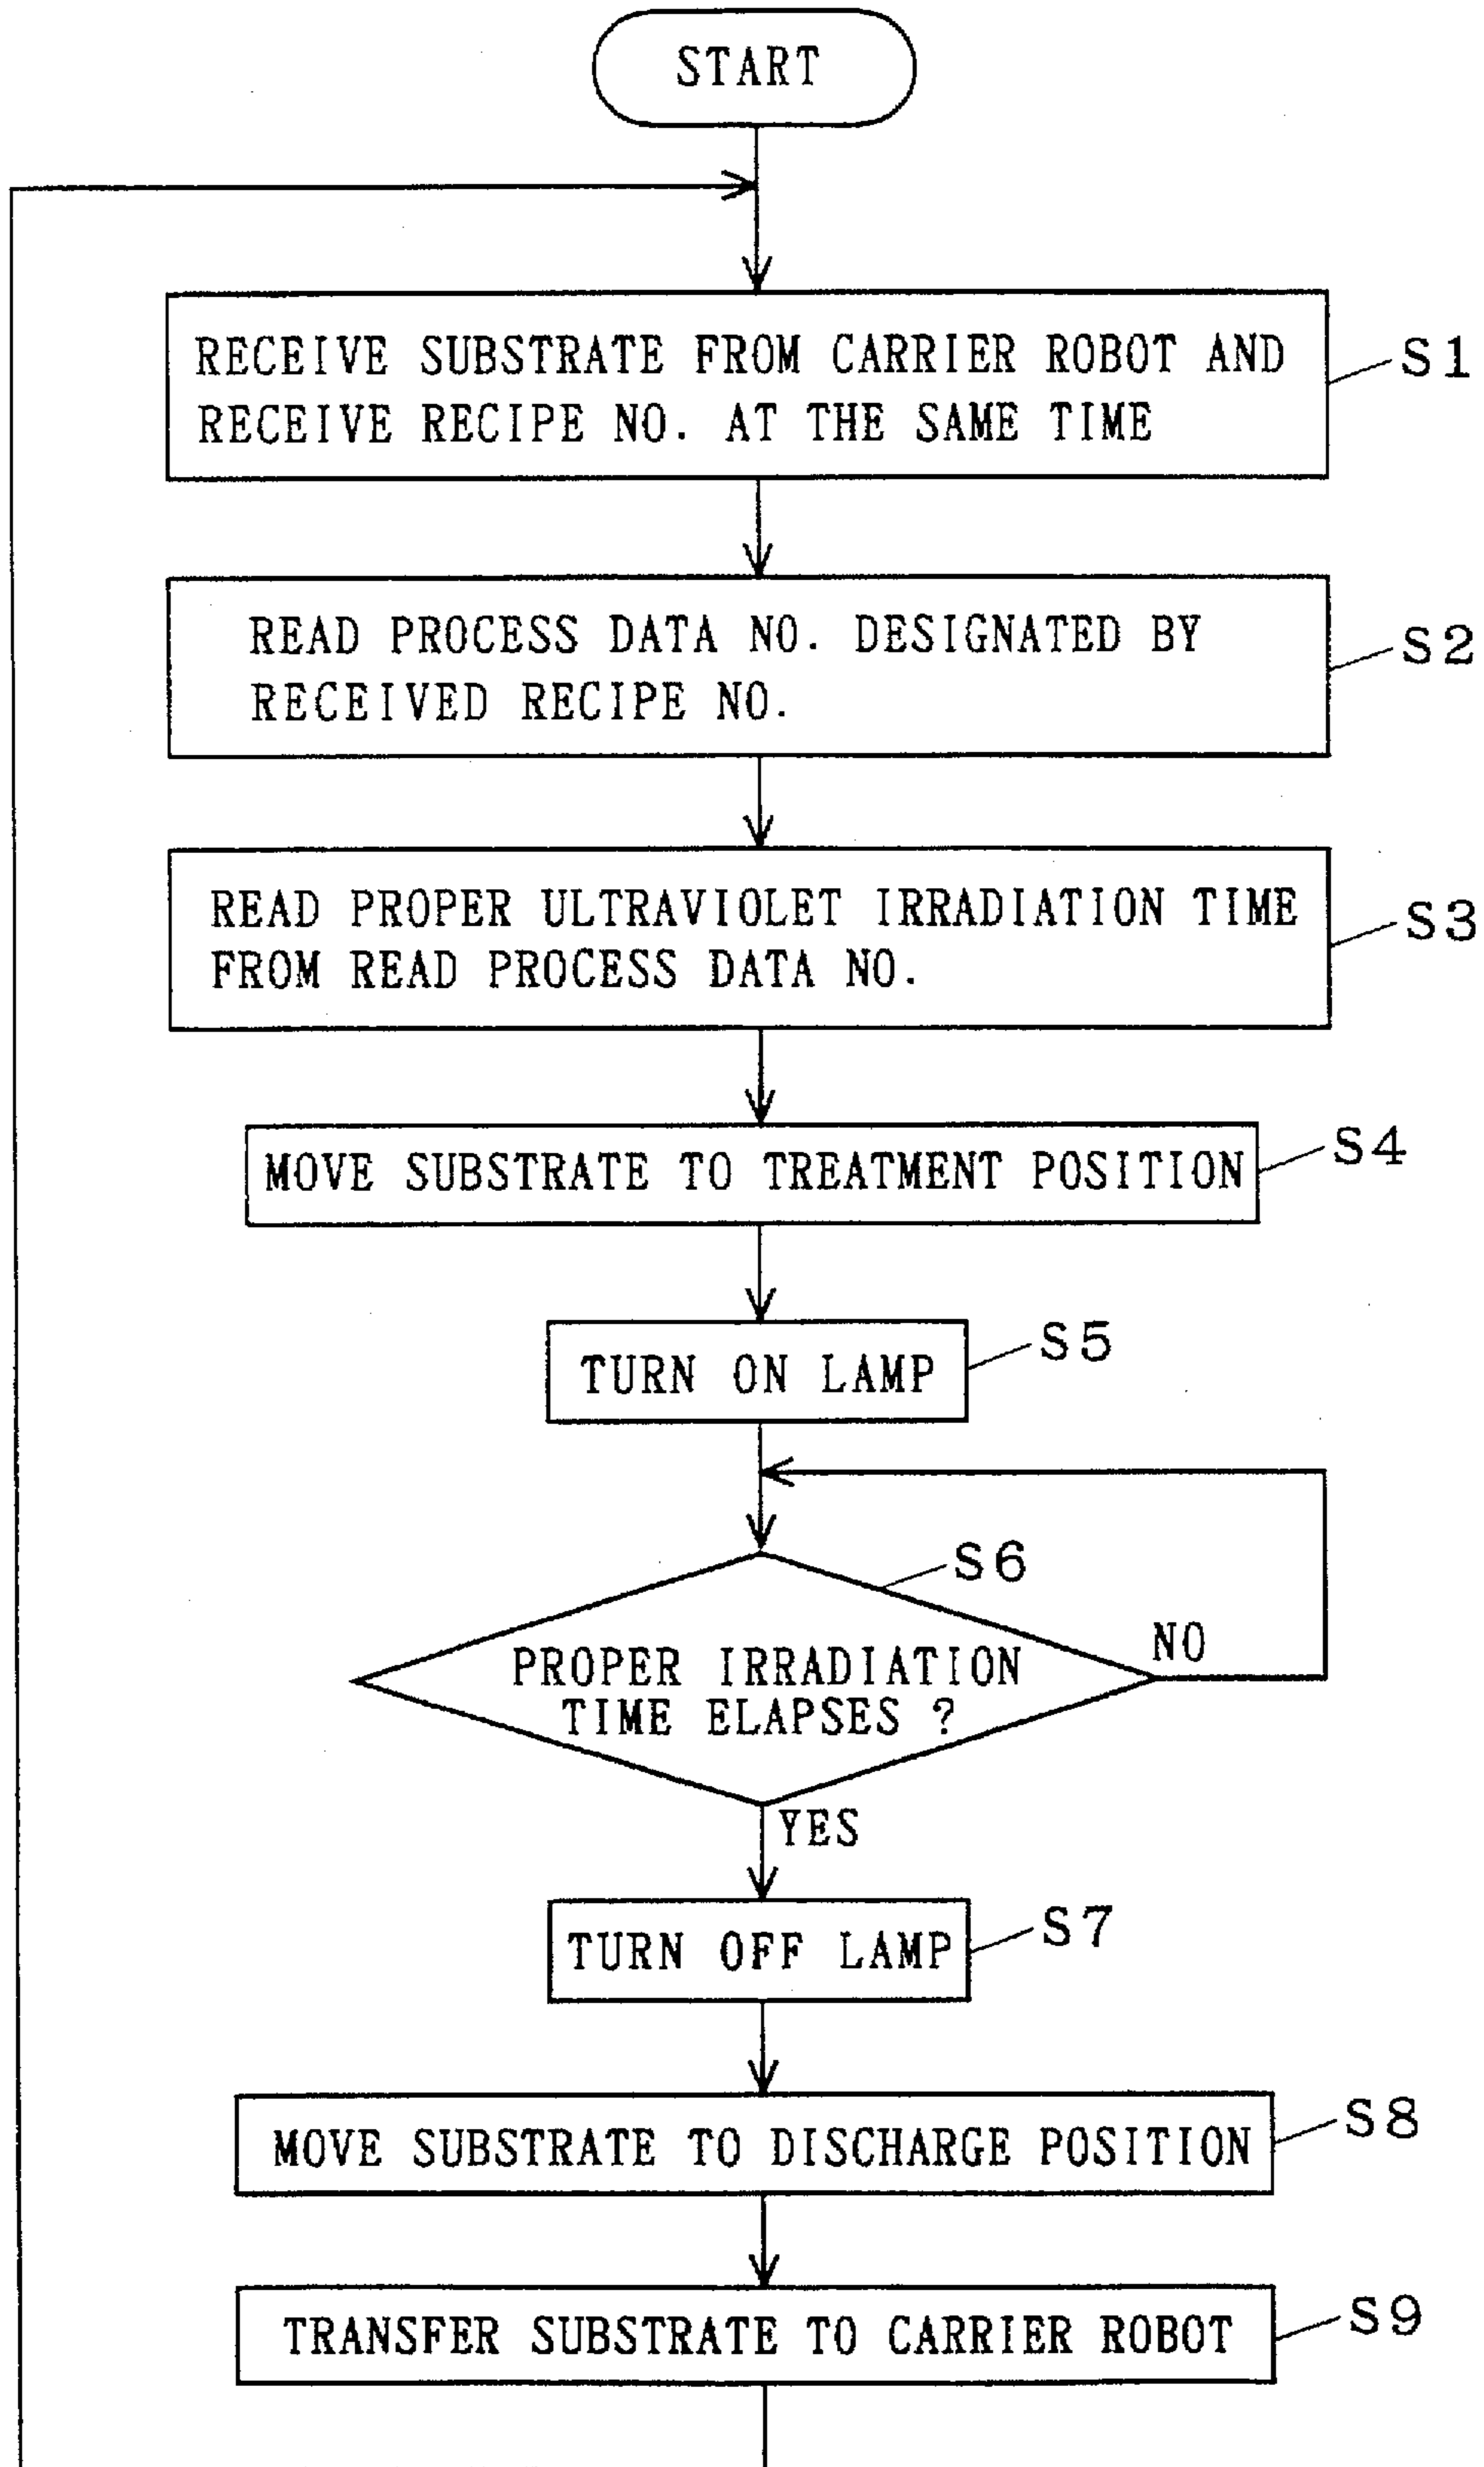 START
RECEIVE SUBSTRATE FROM CARRIER ROBOT AND
RECEIVE RECIPE NO. AT THE SAME TIME
S1
READ PROCESS DATA NO. DESIGNATED BY
RECEIVED RECIPE NO.
S2
READ PROPER ULTRAVIOLET IRRADIATION TIME
FROM READ PROCESS DATA NO.
S3
MOVE SUBSTRATE TO TREATMENT POSITION
S4
TURN ON LAMP
S5
S6
PROPER IRRADIATION
TIME ELAPSES ?
NO
YES
TURN OFF LAMP
S7
MOVE SUBSTRATE TO DISCHARGE POSITION
S8
TRANSFER SUBSTRATE TO CARRIER ROBOT
S9